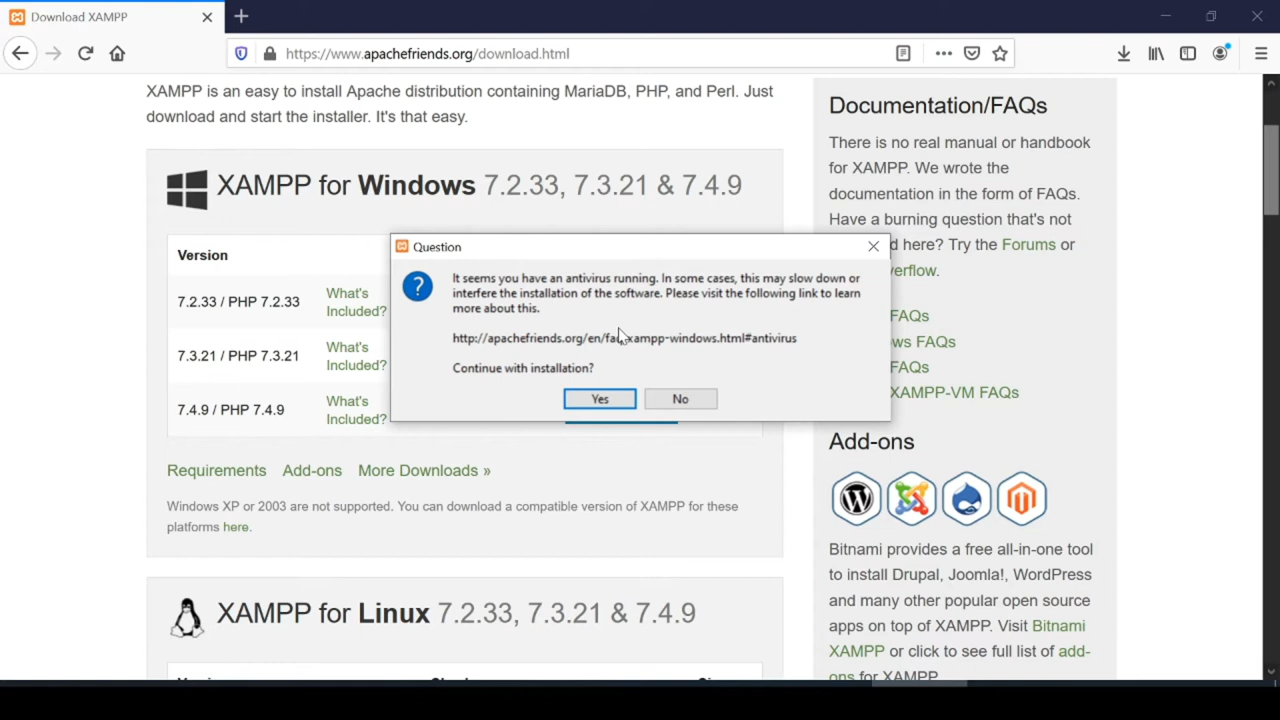 Download XAMPP
https://www.apachefriends.org/download.html
XAMPP is an easy to install Apache distribution containing MariaDB, PHP, and Perl. Just
download and start the installer. It's that easy.
XAMPP for Windows 7.2.33, 7.3.21 & 7.4.9
Version
7.2.33 / PHP 7.2.33
What's
Included?
7.3.21 / PHP 7.3.21
What's
Included?
7.4.9 / PHP 7.4.9
What's
Included?
Requirements Add-ons More Downloads »
Windows XP or 2003 are not supported. You can download a compatible version of XAMPP for these
platforms here.
XAMPP for Linux 7.2.33, 7.3.21 & 7.4.9
Question
It seems you have an antivirus running. In some cases, this may slow down or
interfere the installation of the software. Please visit the following link to learn
more about this.
http://apachefriends.org/en/faq-xampp-windows.html#antivirus
Continue with installation?
Yes
No
Documentation/FAQs
There is no real manual or handbook
for XAMPP. We wrote the
documentation in the form of FAQs.
Have a burning question that's not
here? Try the Forums or
AQs
FAQs
XAMPP-VM FAQs
Add-ons
Bitnami provides a free all-in-one tool
to install Drupal, Joomla!, WordPress
and many other popular open source
apps on top of XAMPP. Visit Bitnami
XAMPP or click to see full list of add-
ons for XAMPP.